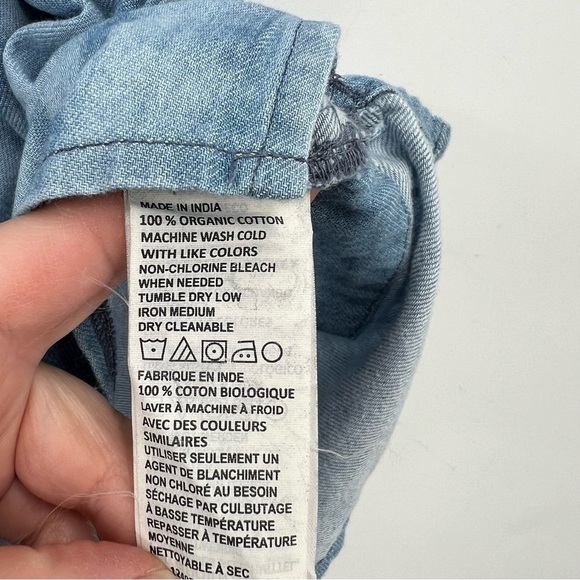 MADE IN INDIA
100 % ORGANIC COTTON
MACHINE WASH COLD
WITH LIKE COLORS
NON-CHLORINE BLEACH
WHEN NEEDED
TUMBLE DRY LOW
IRON MEDIUM
DRY CLEANABLE
FABRIQUE EN INDE
100 % COTON BIOLOGIQUE
LAVER À MACHINE À FROID
AVEC DES COULEURS
SIMILAIRES
UTILISER SEULEMENT UN
AGENT DE BLANCHIMENT
NON CHLORÉ AU BESOIN
SÉCHAGE PAR CULBUTAGE
À BASSE TEMPÉRATURE
REPASSER À TEMPÉRATURE
MOYENNE
NETTOYABLE À SEC